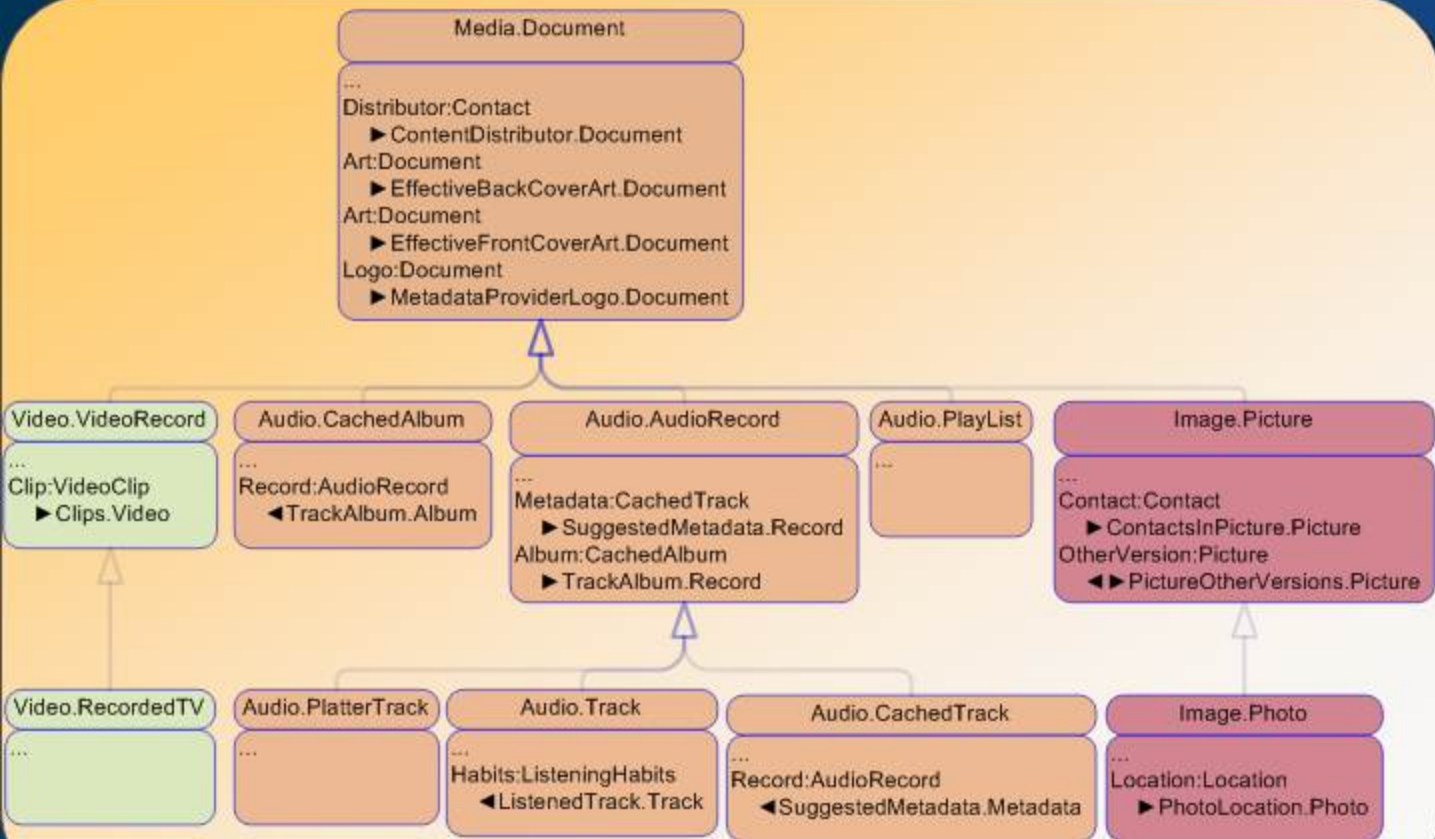 Media.Document
...
Distributor:Contact
►ContentDistributor.Document
Art:Document
►EffectiveBackCoverArt.Document
Art:Document
►EffectiveFrontCoverArt.Document
Logo:Document
►MetadataProviderLogo.Document
Video.VideoRecord
...
Clip:VideoClip
►Clips.Video
Audio.CachedAlbum
...
Record:AudioRecord
◄TrackAlbum.Album
Audio.AudioRecord
...
Metadata:CachedTrack
►SuggestedMetadata.Record
Album:CachedAlbum
►TrackAlbum.Record
Audio.PlayList
...
Image.Picture
...
Contact:Contact
►ContactsInPicture.Picture
OtherVersion:Picture
◄►PictureOtherVersions.Picture
Video.RecordedTV
...
Audio.PlatterTrack
...
Audio.Track
...
Habits:ListeningHabits
◄ListenedTrack.Track
Audio.CachedTrack
...
Record:AudioRecord
◄SuggestedMetadata.Metadata
Image.Photo
...
Location:Location
►PhotoLocation.Photo